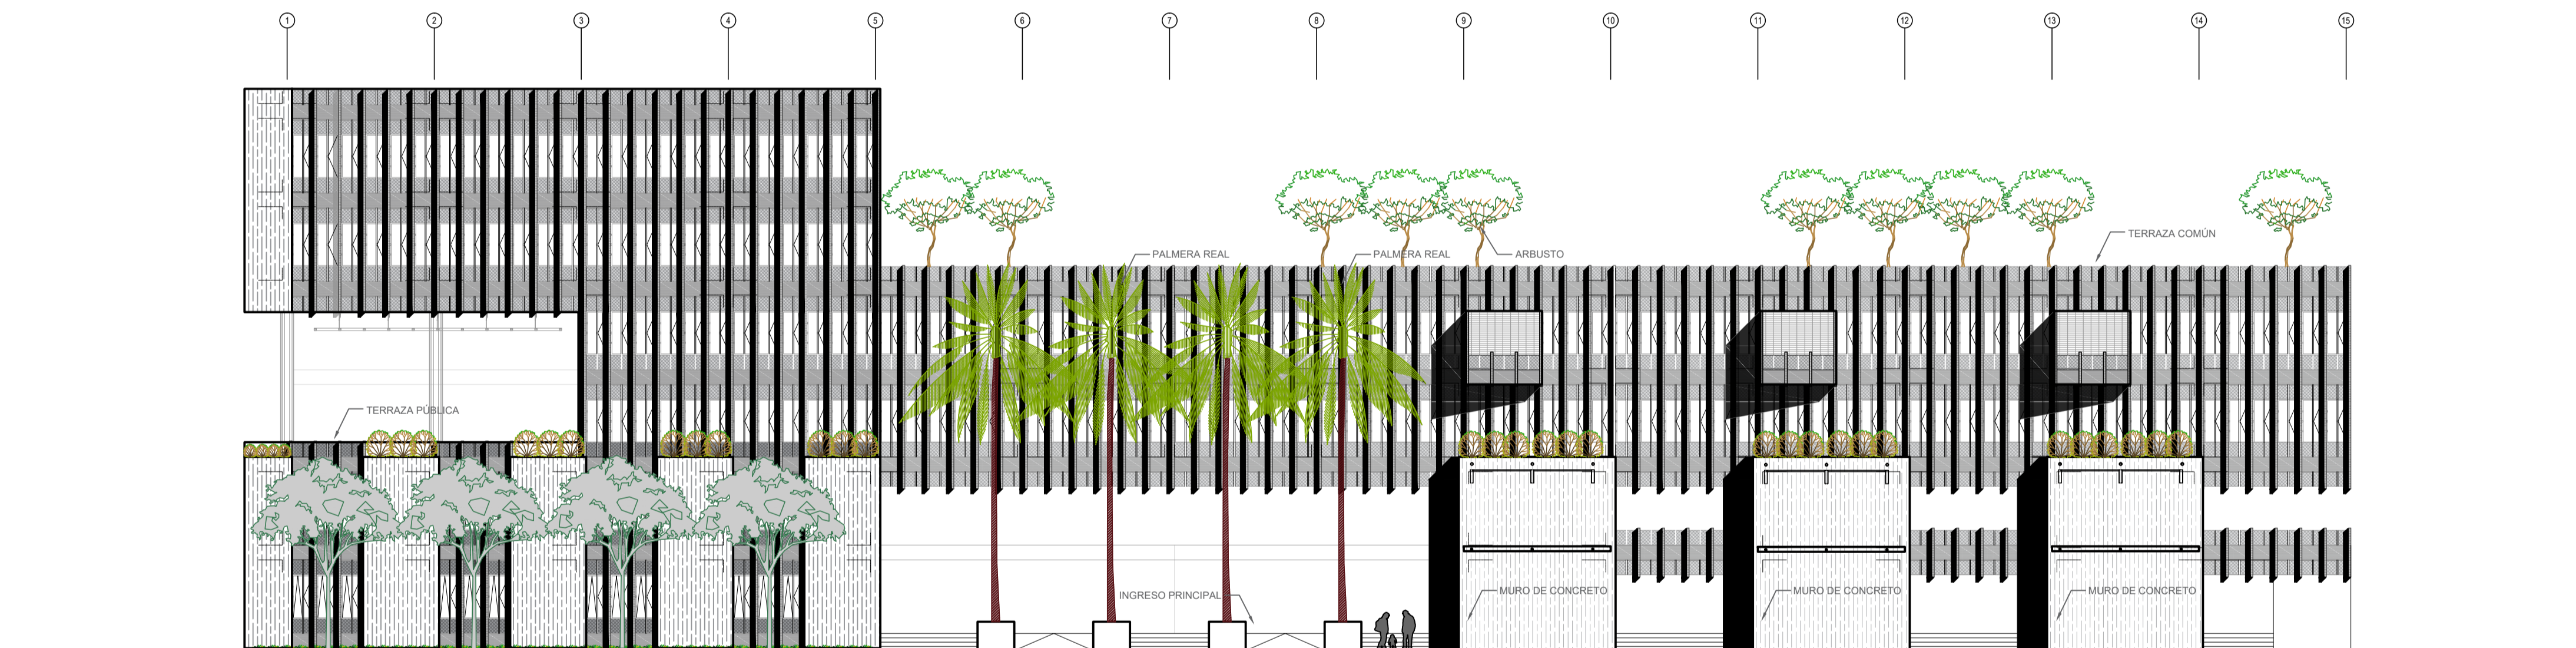 1 2 3 4 5 6 7 8 9 10 11 12 13 14 15
TERRAZA COMÚN
PALMERA REAL
PALMERA REAL
ARBUSTO
TERRAZA PÚBLICA
INGRESO PRINCIPAL
MURO DE CONCRETO
MURO DE CONCRETO
MURO DE CONCRETO